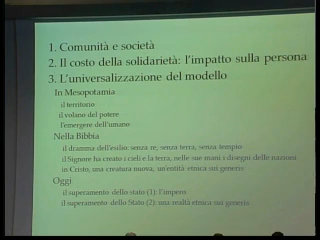 1. Comunità e società
2. Il costo della solidarietà: l'impatto sulla persona
3. L'universalizzazione del modello
In Mesopotamia
il territorio
il volano del potere
l'emergere dell'umano
Nella Bibbia
il dramma dell'esilio: senza re, senza terra, senza tempio
il Signore ha creato i cieli e la terra, nelle sue mani i disegni delle nazioni
in Cristo, una creatura nuova, un'entità etnica sui generis
Oggi
il superamento dello stato (1): l'impero
il superamento dello Stato (2): una realtà etnica sui generis